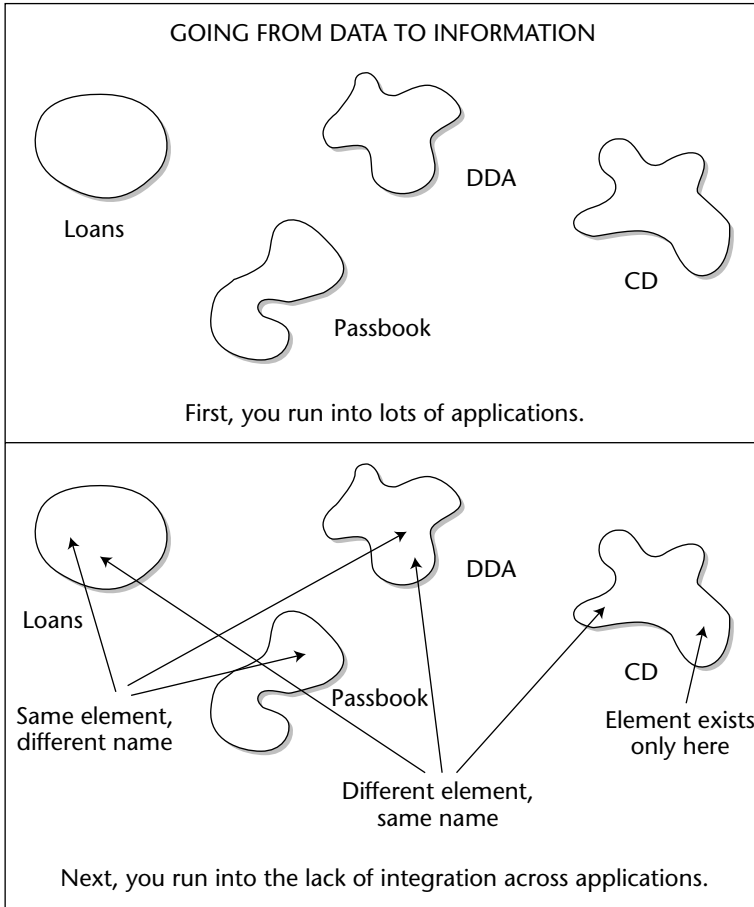 GOING FROM DATA TO INFORMATION
Loans
DDA
CD
Passbook
First, you run into lots of applications.
DDA
Loans
CD
Passbook
Same element,
different name
Element exists
only here
Different element,
same name
Next, you run into the lack of integration across applications.